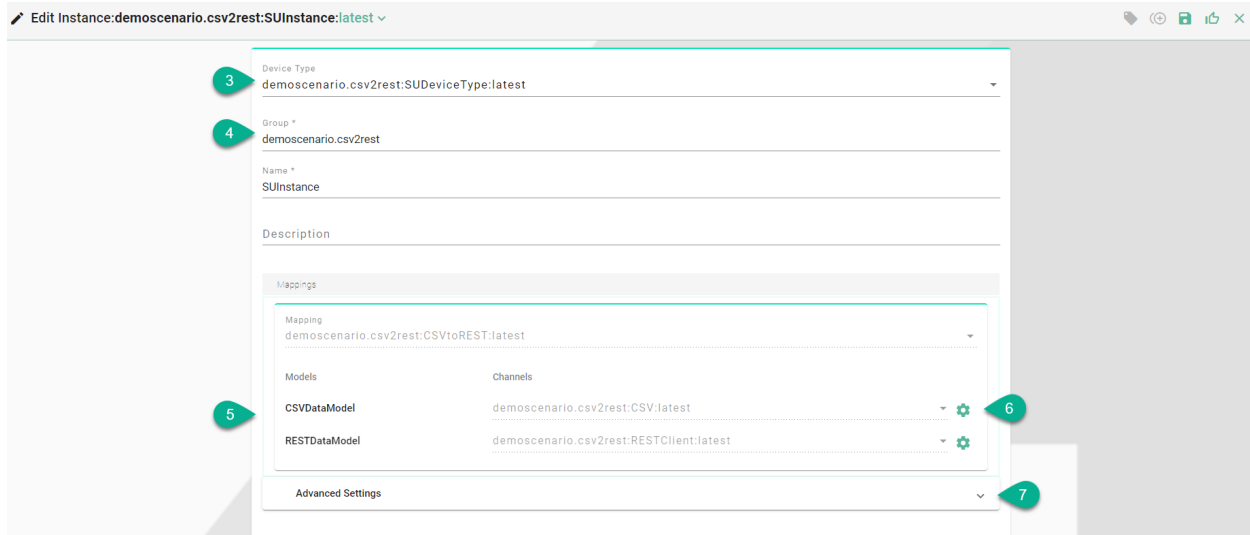 Edit Instance:demoscenario.csv2rest:SUInstance:latest
3
Device Type
demoscenario.csv2rest:SUDeviceType:latest
4
Group *
demoscenario.csv2rest
Name *
SUInstance
Description
Mappings
Mapping
demoscenario.csv2rest:CSVtoREST:latest
Models Channels
5 CSVDataModel demoscenario.csv2rest:CSV:latest 6
RESTDataModel demoscenario.csv2rest:RESTClient:latest
Advanced Settings 7